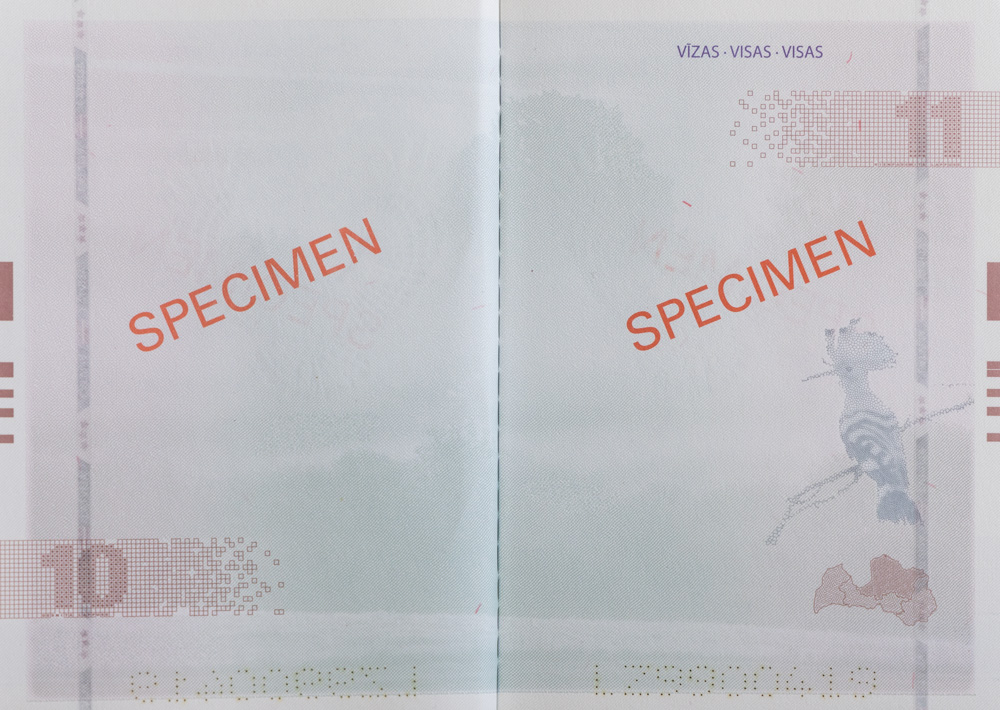 SPECIMEN
10
VĪZAS · VISAS · VISAS
11
SPECIMEN